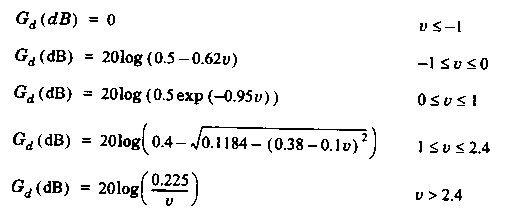 G_d (dB) = 0 υ ≤ −1
G_d (dB) = 20log (0.5 − 0.62υ) −1 ≤ υ ≤ 0
G_d (dB) = 20log (0.5 exp (−0.95υ)) 0 ≤ υ ≤ 1
G_d (dB) = 20log(0.4 − √(0.1184 − (0.38 − 0.1υ)²)) 1 ≤ υ ≤ 2.4
G_d (dB) = 20log(0.225/υ) υ > 2.4